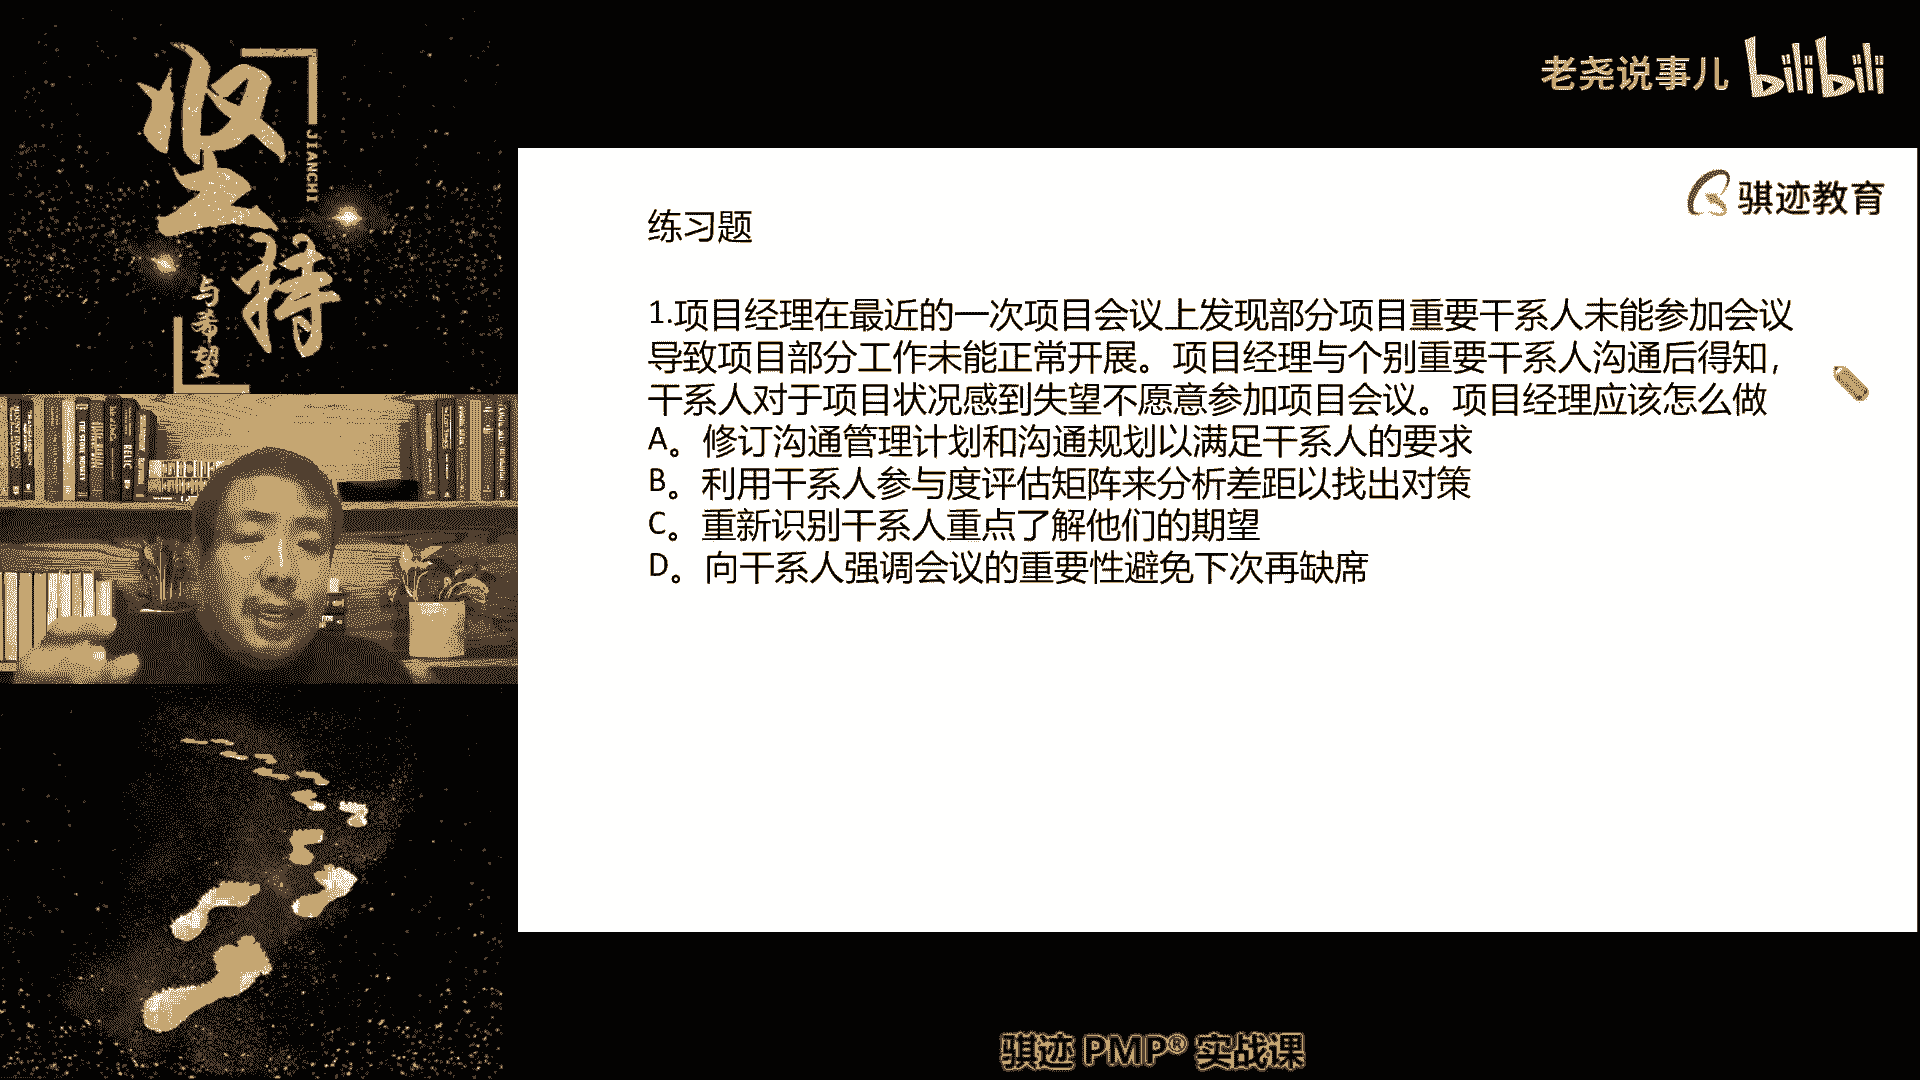 坚持
JIANCHI
与希望
老尧说事儿 bilibili
骐迹教育
练习题
1.项目经理在最近的一次项目会议上发现部分项目重要干系人未能参加会议
导致项目部分工作未能正常开展。项目经理与个别重要干系人沟通后得知，
干系人对于项目状况感到失望不愿意参加项目会议。项目经理应该怎么做
A。修订沟通管理计划和沟通规划以满足干系人的要求
B。利用干系人参与度评估矩阵来分析差距以找出对策
C。重新识别干系人重点了解他们的期望
D。向干系人强调会议的重要性避免下次再缺席
骐迹 PMP® 实战课